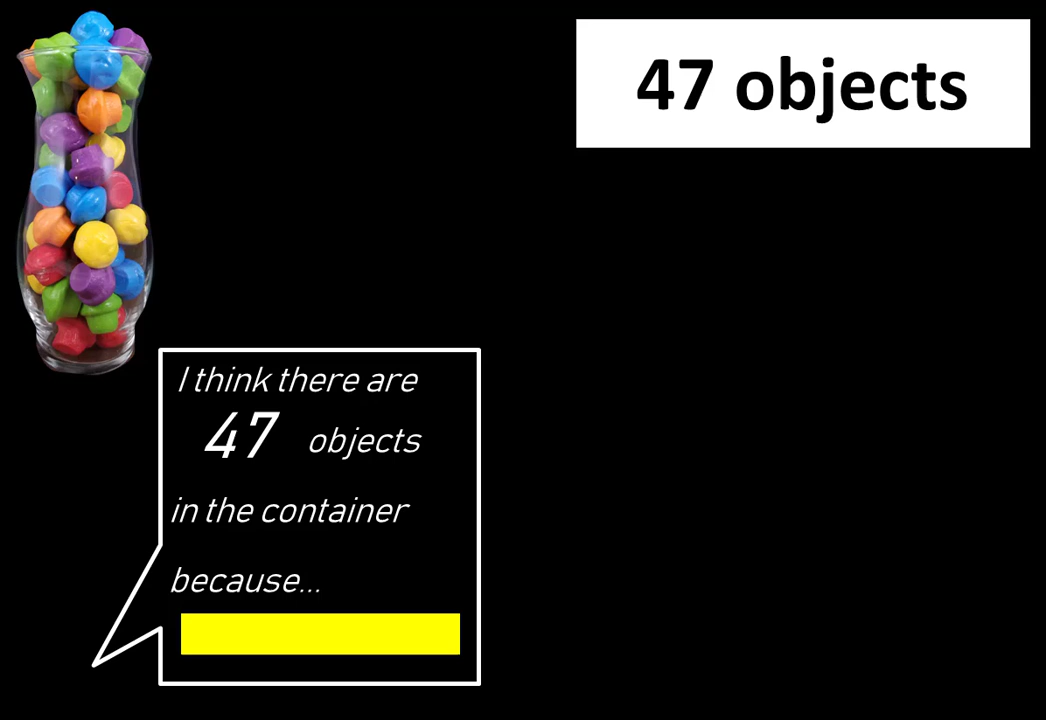 47 objects
I think there are
47 objects
in the container
because...